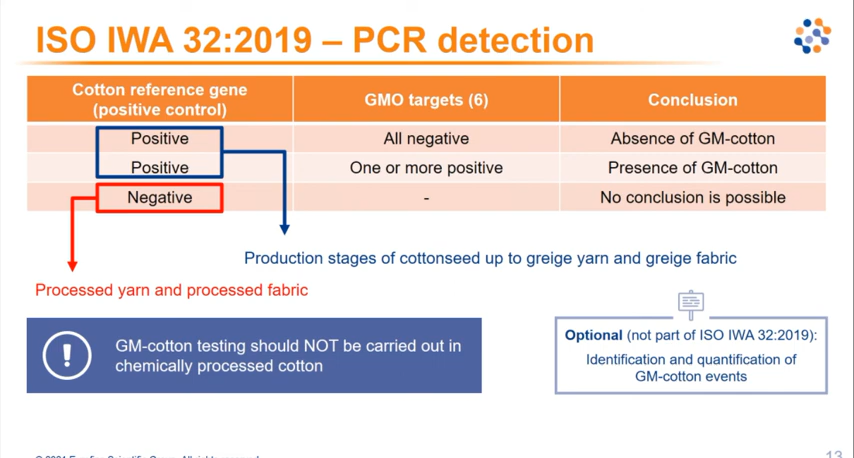 ISO IWA 32:2019 – PCR detection
Cotton reference gene
(positive control)
GMO targets (6)
Conclusion
Positive
All negative
Absence of GM-cotton
Positive
One or more positive
Presence of GM-cotton
Negative
-
No conclusion is possible
Production stages of cottonseed up to greige yarn and greige fabric
Processed yarn and processed fabric
!
GM-cotton testing should NOT be carried out in
chemically processed cotton
Optional (not part of ISO IWA 32:2019):
Identification and quantification of
GM-cotton events
13